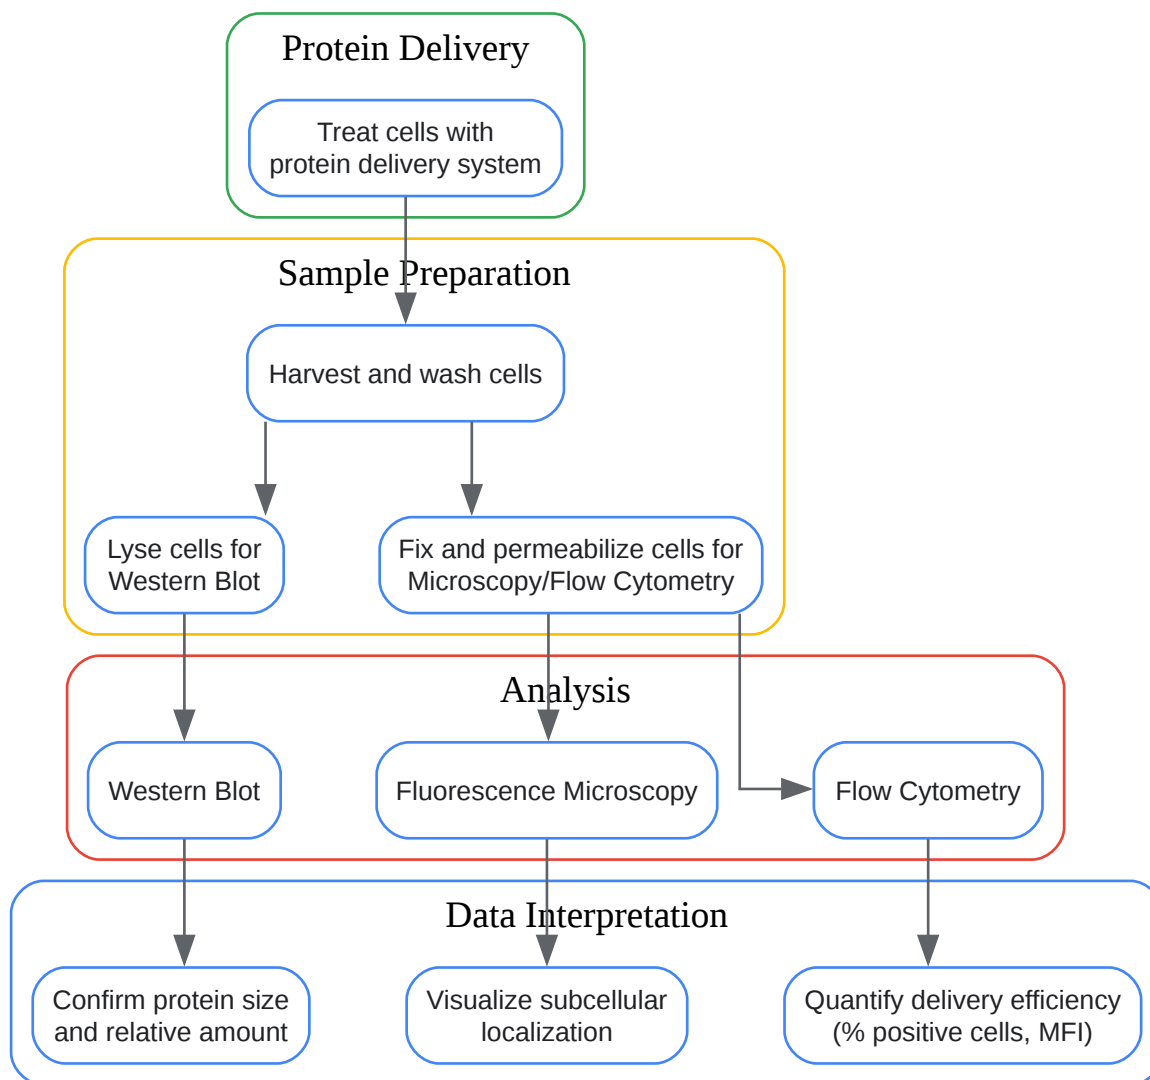 Protein Delivery
Treat cells with
protein delivery system
Sample Preparation
Harvest and wash cells
Lyse cells for
Western Blot
Fix and permeabilize cells for
Microscopy/Flow Cytometry
Analysis
Western Blot
Fluorescence Microscopy
Flow Cytometry
Data Interpretation
Confirm protein size
and relative amount
Visualize subcellular
localization
Quantify delivery efficiency
(% positive cells, MFI)